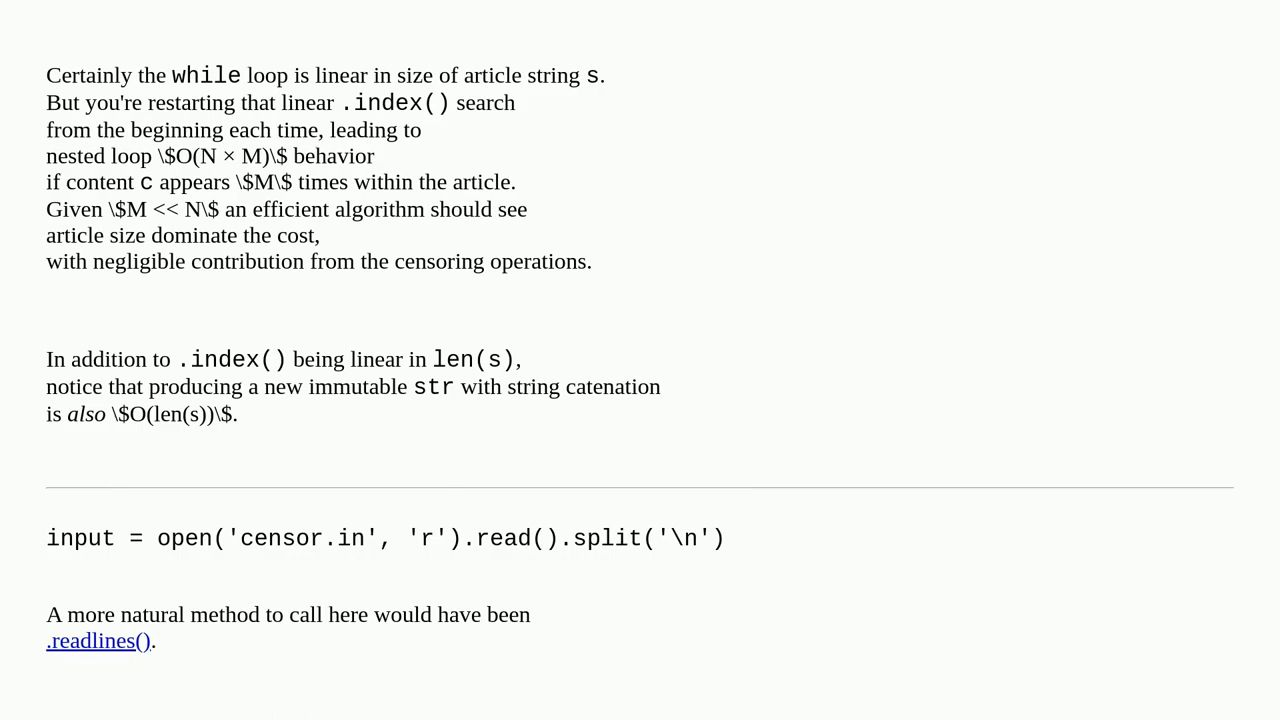 Certainly the while loop is linear in size of article string s.
But you're restarting that linear .index() search
from the beginning each time, leading to
nested loop \$O(N × M)\$ behavior
if content c appears \$M\$ times within the article.
Given \$M << N\$ an efficient algorithm should see
article size dominate the cost,
with negligible contribution from the censoring operations.
In addition to .index() being linear in len(s),
notice that producing a new immutable str with string catenation
is also \$O(len(s))\$.
input = open('censor.in', 'r').read().split('\n')
A more natural method to call here would have been
.readlines().